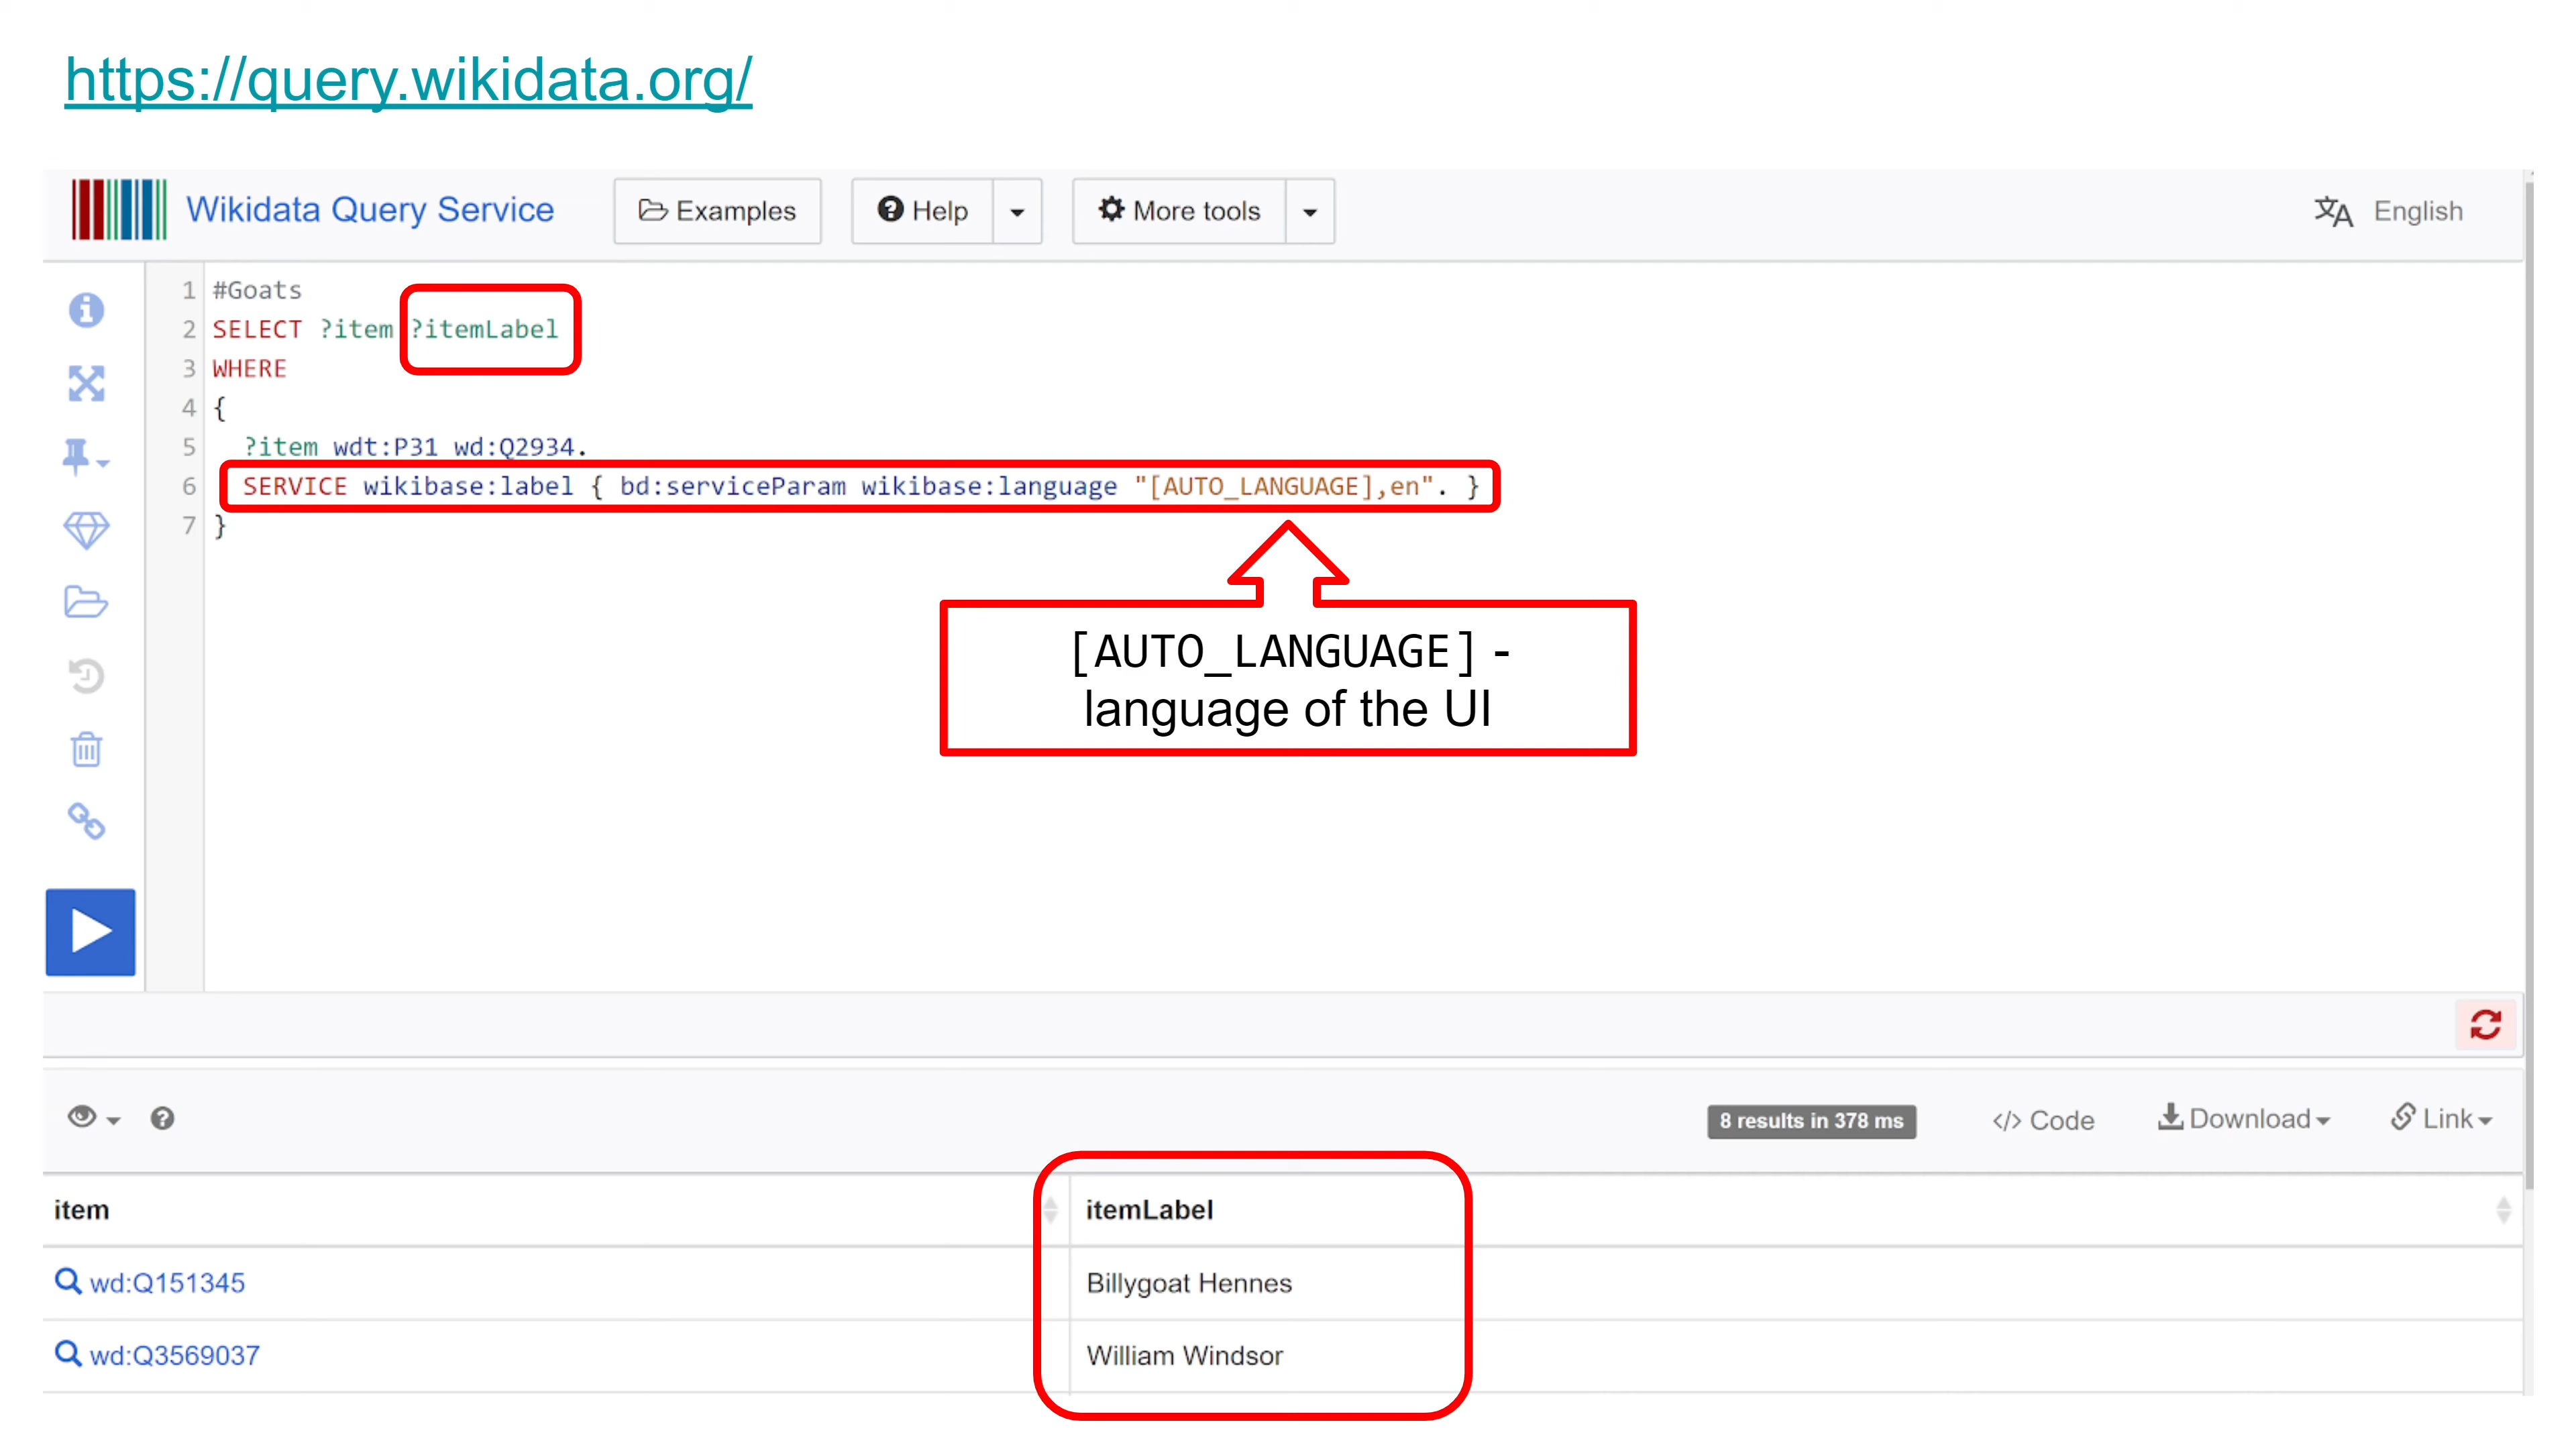 https://query.wikidata.org/
Wikidata Query Service
Examples
Help
More tools
English
1 #Goats
2 SELECT ?item ?itemLabel
3 WHERE
4 {
5 ?item wdt:P31 wd:Q2934.
6 SERVICE wikibase:label { bd:serviceParam wikibase:language "[AUTO_LANGUAGE],en". }
7 }
[AUTO_LANGUAGE] -
language of the UI
8 results in 378 ms
</> Code
Download
Link
item itemLabel
wd:Q151345 Billygoat Hennes
wd:Q3569037 William Windsor